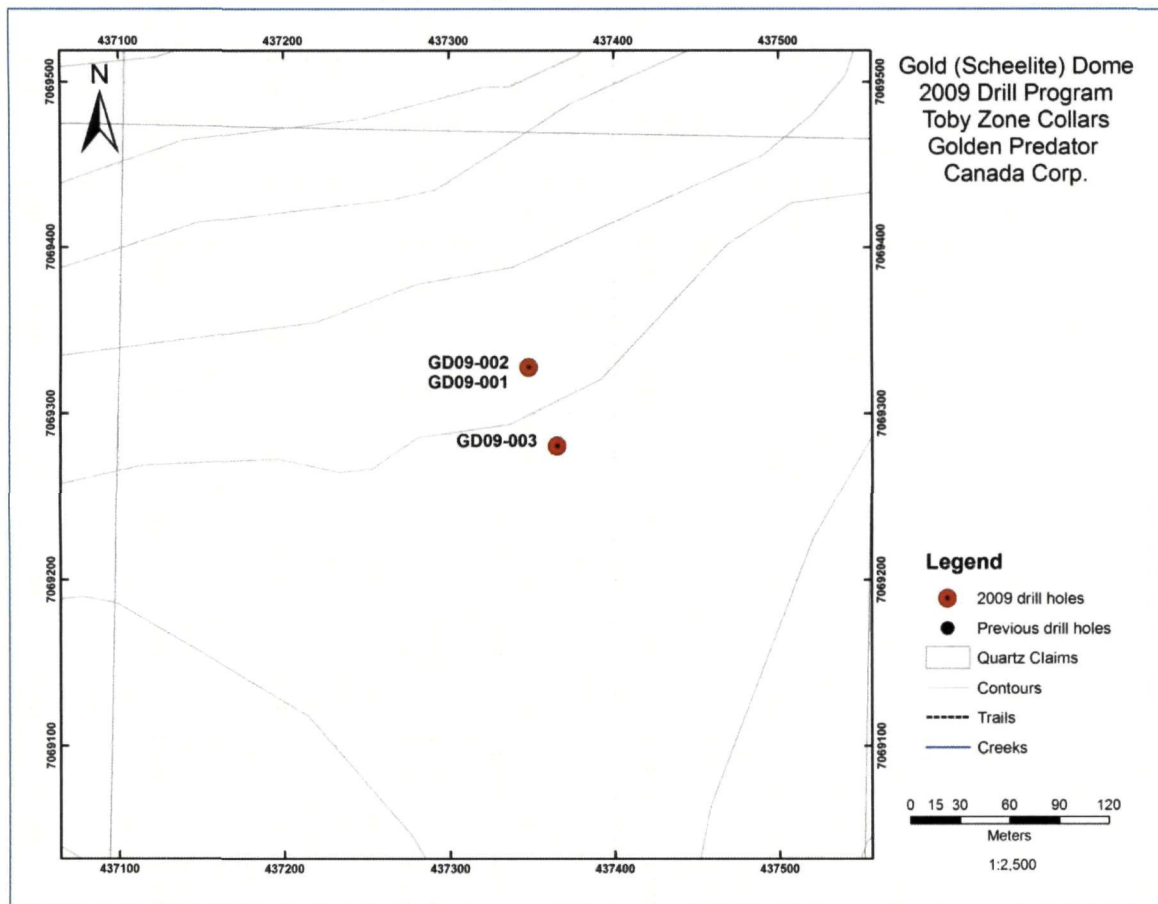 437100 437200 437300 437400 437500
7069500
7069400
7069300
7069200
7069100
7069500
7069400
7069300
7069200
7069100
N
GD09-002
GD09-001
GD09-003
437100 437200 437300 437400 437500
Gold (Scheelite) Dome
2009 Drill Program
Toby Zone Collars
Golden Predator
Canada Corp.
Legend
2009 drill holes
Previous drill holes
Quartz Claims
Contours
Trails
Creeks
0 15 30 60 90 120
Meters
1:2,500